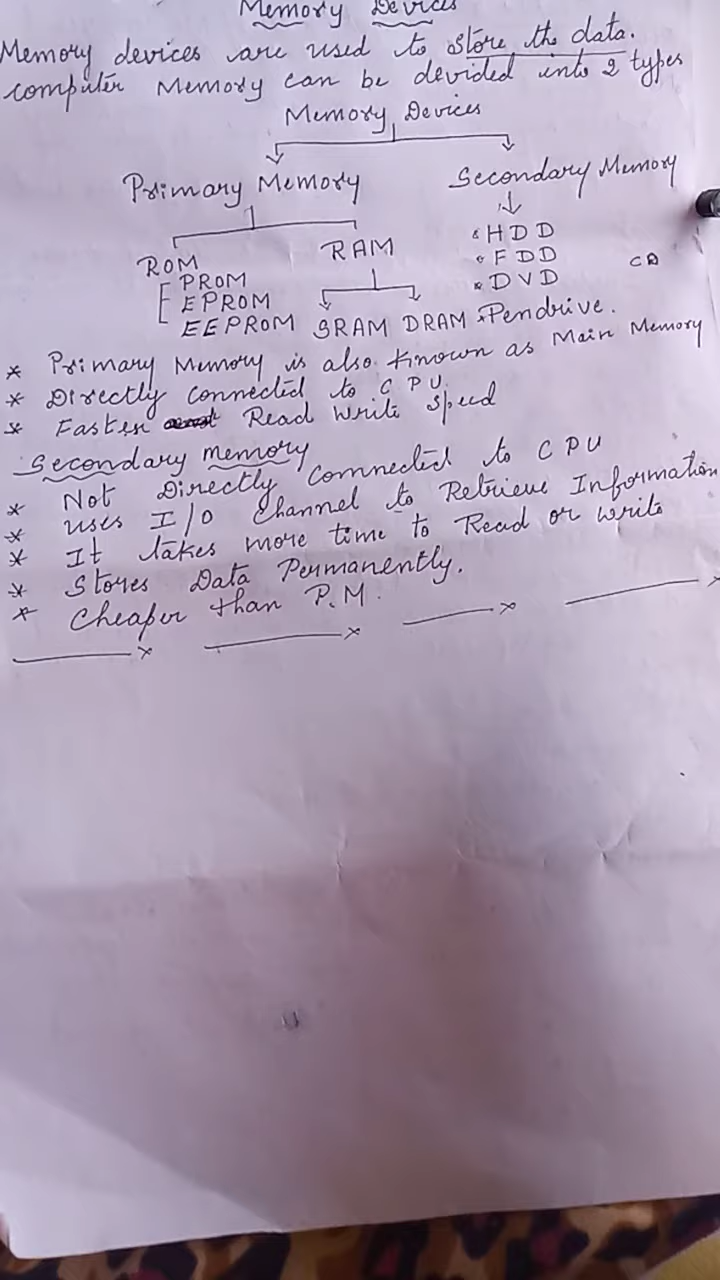 Memory Devices
Memory devices are used to store the data.
computer Memory can be devided into 2 types
Memory Devices
Primary Memory
Secondary Memory
ROM
PROM
EPROM
EEPROM
RAM
SRAM DRAM
HDD
FDD
DVD
Pendrive.
CD
* Primary Memory is also known as Main Memory
* Directly connected to CPU
* Faster Read Write Speed
Secondary memory
* Not Directly connected to CPU
* uses I/O Channel to Retrieve Information
* It takes more time to Read or write
* Stores Data Permanently.
* Cheaper than P.M.